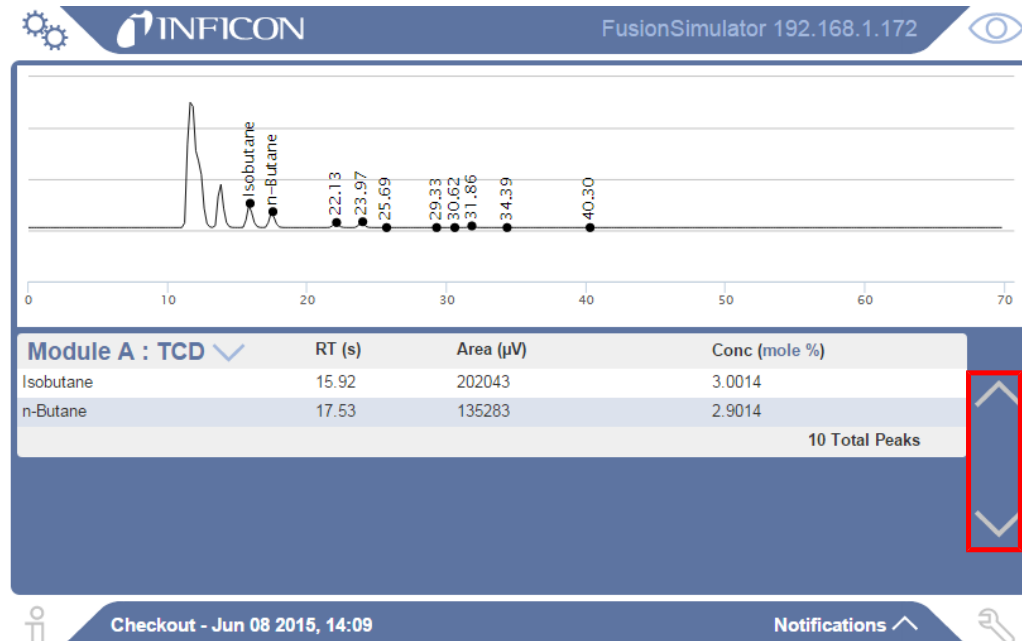 INFICON
FusionSimulator 192.168.1.172
Isobutane
n-Butane
22.13
23.97
25.69
29.33
30.62
31.86
34.39
40.30
0 10 20 30 40 50 60 70
Module A : TCD RT (s) Area (µV) Conc (mole %)
Isobutane 15.92 202043 3.0014
n-Butane 17.53 135283 2.9014
10 Total Peaks
Checkout - Jun 08 2015, 14:09 Notifications